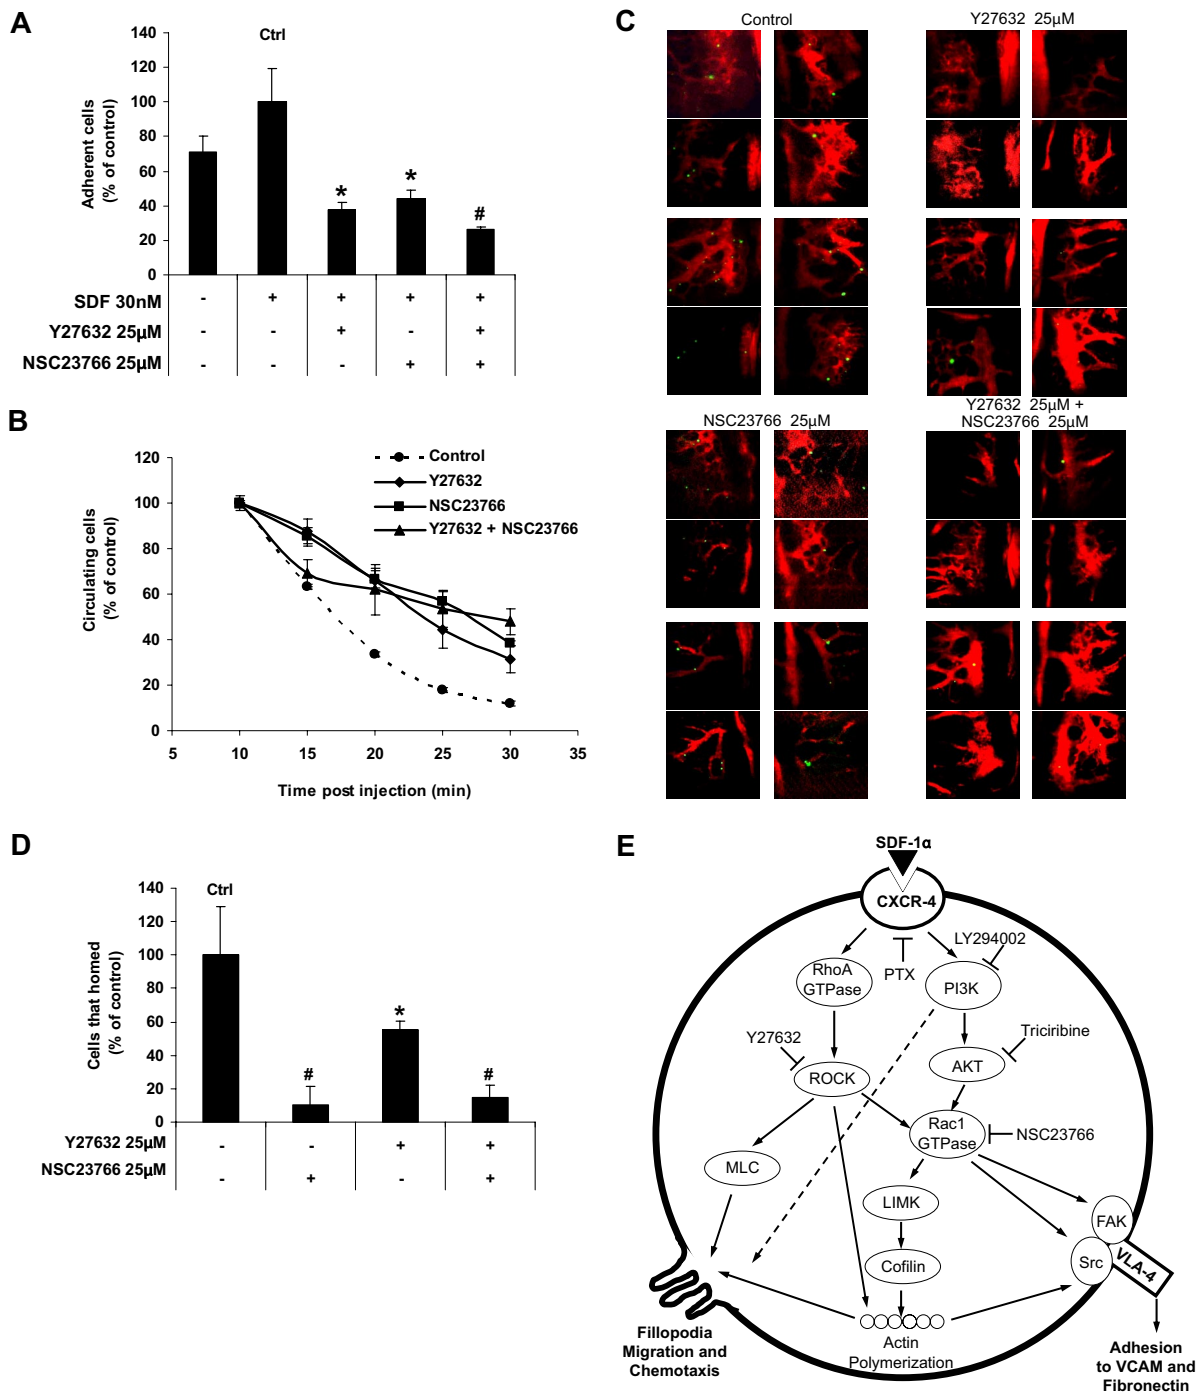 A
Adherent cells
(% of control)
140
120
100
80
60
40
20
0
Ctrl
*
*
#
SDF 30nM - + + + +
Y27632 25μM - - + - +
NSC23766 25μM - - - + +
B
Circulating cells
(% of control)
120
100
80
60
40
20
0
5 10 15 20 25 30 35
Time post injection (min)
Control
Y27632
NSC23766
Y27632 + NSC23766
C
Control
Y27632 25μM
NSC23766 25μM
Y27632 25μM +
NSC23766 25μM
D
Cells that homed
(% of control)
140
120
100
80
60
40
20
0
Ctrl
#
*
#
Y27632 25μM - - + +
NSC23766 25μM - + - +
E
SDF-1α
CXCR-4
LY294002
PTX
RhoA
GTPase
PI3K
Y27632
Triciribine
ROCK
AKT
Rac1
GTPase
NSC23766
MLC
LIMK
FAK
Src
VLA-4
Cofilin
Actin
Polymerization
Fillopodia
Migration and
Chemotaxis
Adhesion
to VCAM and
Fibronectin